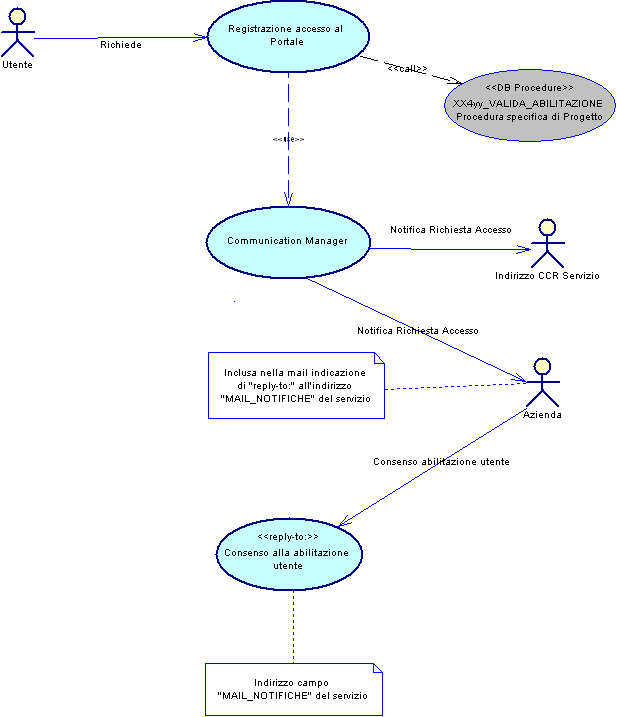 Registrazione accesso al
Portale
Richiede
Utente
<<call>>
<<DB Procedure>>
XX4yy_VALIDA_ABILITAZIONE
Procedura specifica di Progetto
Notifica Richiesta Accesso
Communication Manager
Indirizzo CCR Servizio
Notifica Richiesta Accesso
Inclusa nella mail indicazione
di "reply-to:" all'indirizzo
"MAIL_NOTIFICHE" del servizio
Azienda
Consenso abilitazione utente
<<reply-to:>>
Consenso alla abilitazione
utente
Indirizzo campo
"MAIL_NOTIFICHE" del servizio